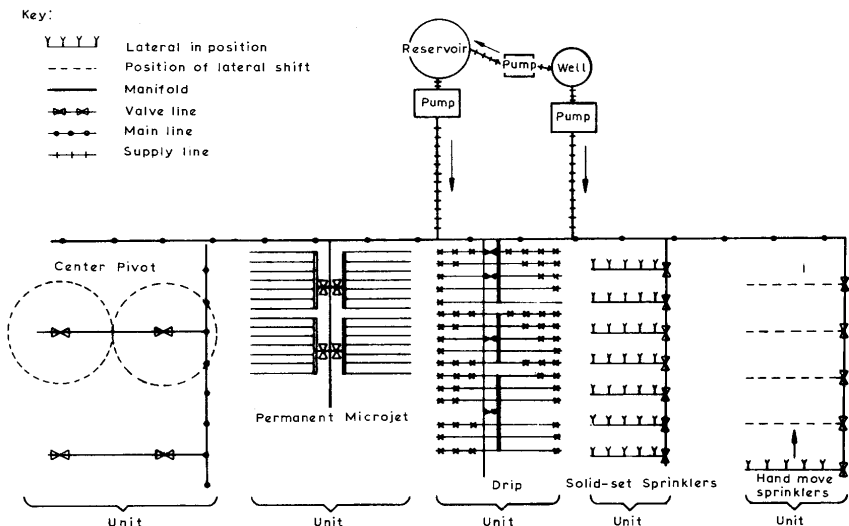 Key:
Lateral in position
Position of lateral shift
Manifold
Valve line
Main line
Supply line
Reservoir
Pump
Well
Pump
Pump
Center Pivot
Permanent Microjet
Drip
Solid-set Sprinklers
Hand move
sprinklers
Unit
Unit
Unit
Unit
Unit